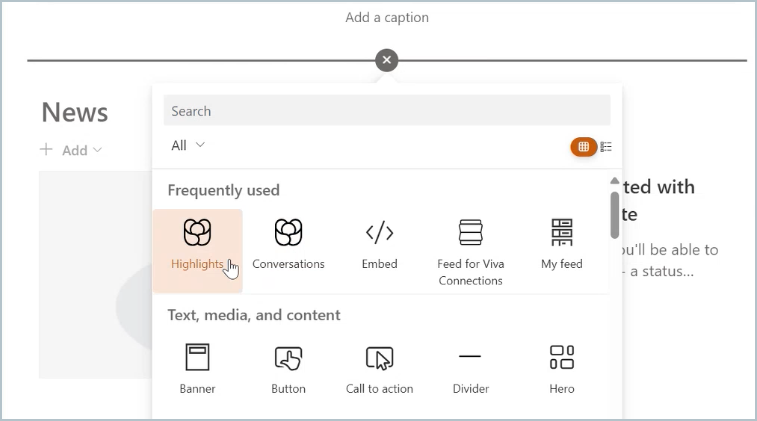 Add a caption
News
Add
Search
All
Frequently used
Highlights
Conversations
Embed
Feed for Viva
Connections
My feed
Text, media, and content
Banner
Button
Call to action
Divider
Hero
ted with
te
you'll be able to
- a status...